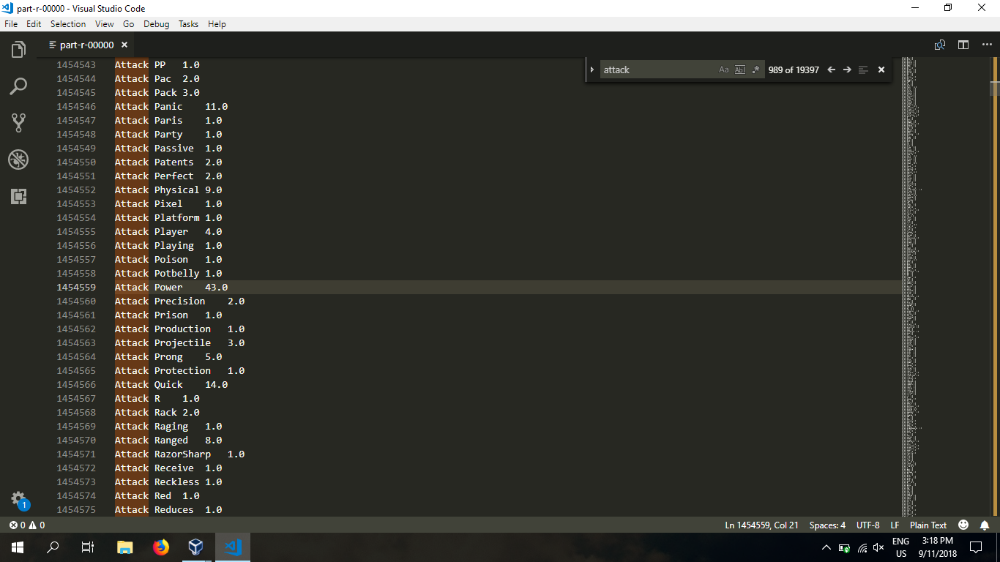 part-r-00000 - Visual Studio Code
File Edit Selection View Go Debug Tasks Help
part-r-00000
attack Aa Abl .* 989 of 19397
1454543 Attack PP 1.0
1454544 Attack Pac 2.0
1454545 Attack Pack 3.0
1454546 Attack Panic 11.0
1454547 Attack Paris 1.0
1454548 Attack Party 1.0
1454549 Attack Passive 1.0
1454550 Attack Patents 2.0
1454551 Attack Perfect 2.0
1454552 Attack Physical 9.0
1454553 Attack Pixel 1.0
1454554 Attack Platform 1.0
1454555 Attack Player 4.0
1454556 Attack Playing 1.0
1454557 Attack Poison 1.0
1454558 Attack Potbelly 1.0
1454559 Attack Power 43.0
1454560 Attack Precision 2.0
1454561 Attack Prison 1.0
1454562 Attack Production 1.0
1454563 Attack Projectile 3.0
1454564 Attack Prong 5.0
1454565 Attack Protection 1.0
1454566 Attack Quick 14.0
1454567 Attack R 1.0
1454568 Attack Rack 2.0
1454569 Attack Raging 1.0
1454570 Attack Ranged 8.0
1454571 Attack RazorSharp 1.0
1454572 Attack Receive 1.0
1454573 Attack Reckless 1.0
1454574 Attack Red 1.0
1454575 Attack Reduces 1.0
1
0 0 Ln 1454559, Col 21 Spaces: 4 UTF-8 LF Plain Text
ENG 3:18 PM
US 9/11/2018